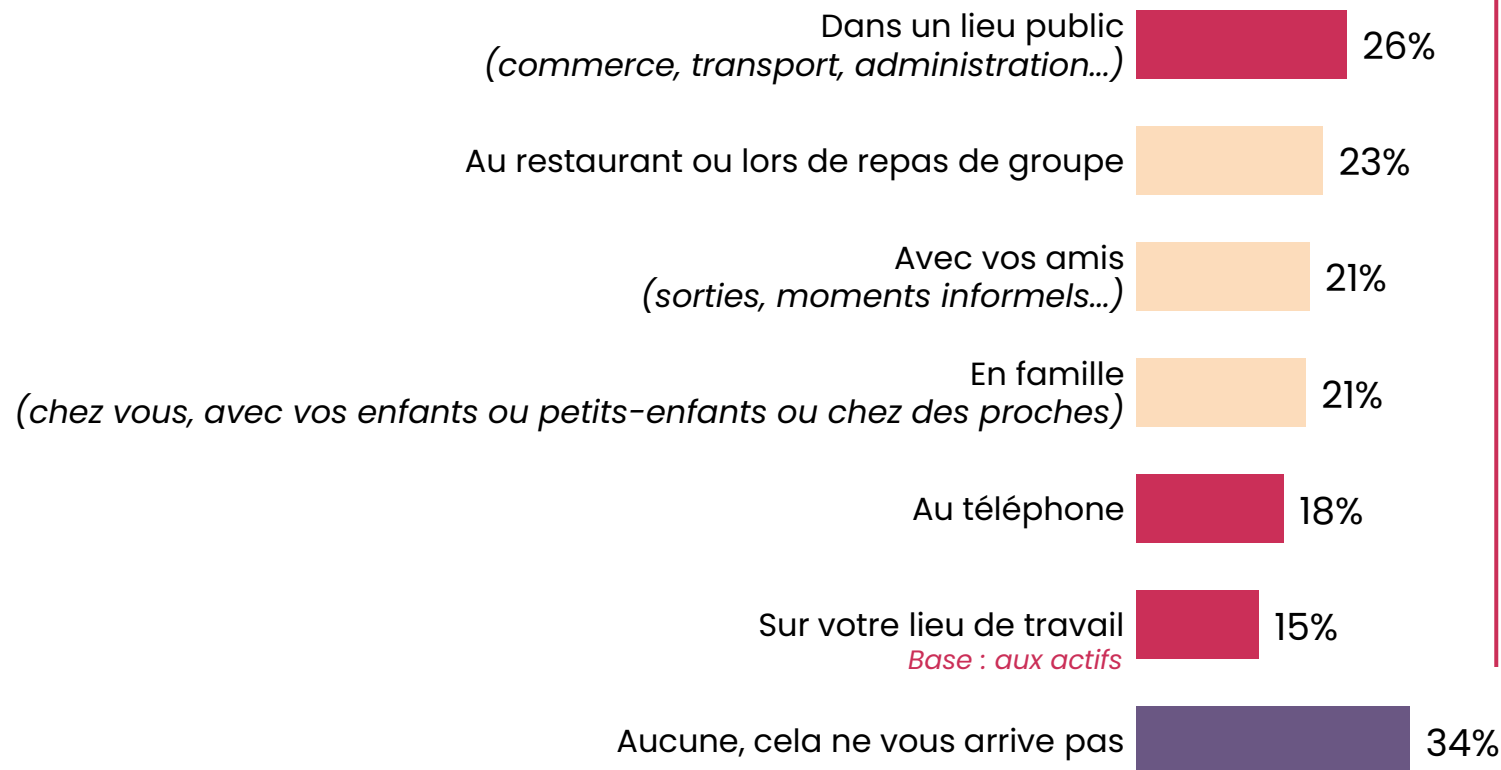 Dans un lieu public
(commerce, transport, administration...)
26%
Au restaurant ou lors de repas de groupe
23%
Avec vos amis
(sorties, moments informels...)
21%
En famille
(chez vous, avec vos enfants ou petits-enfants ou chez des proches)
21%
Au téléphone
18%
Sur votre lieu de travail
Base : aux actifs
15%
Aucune, cela ne vous arrive pas
34%